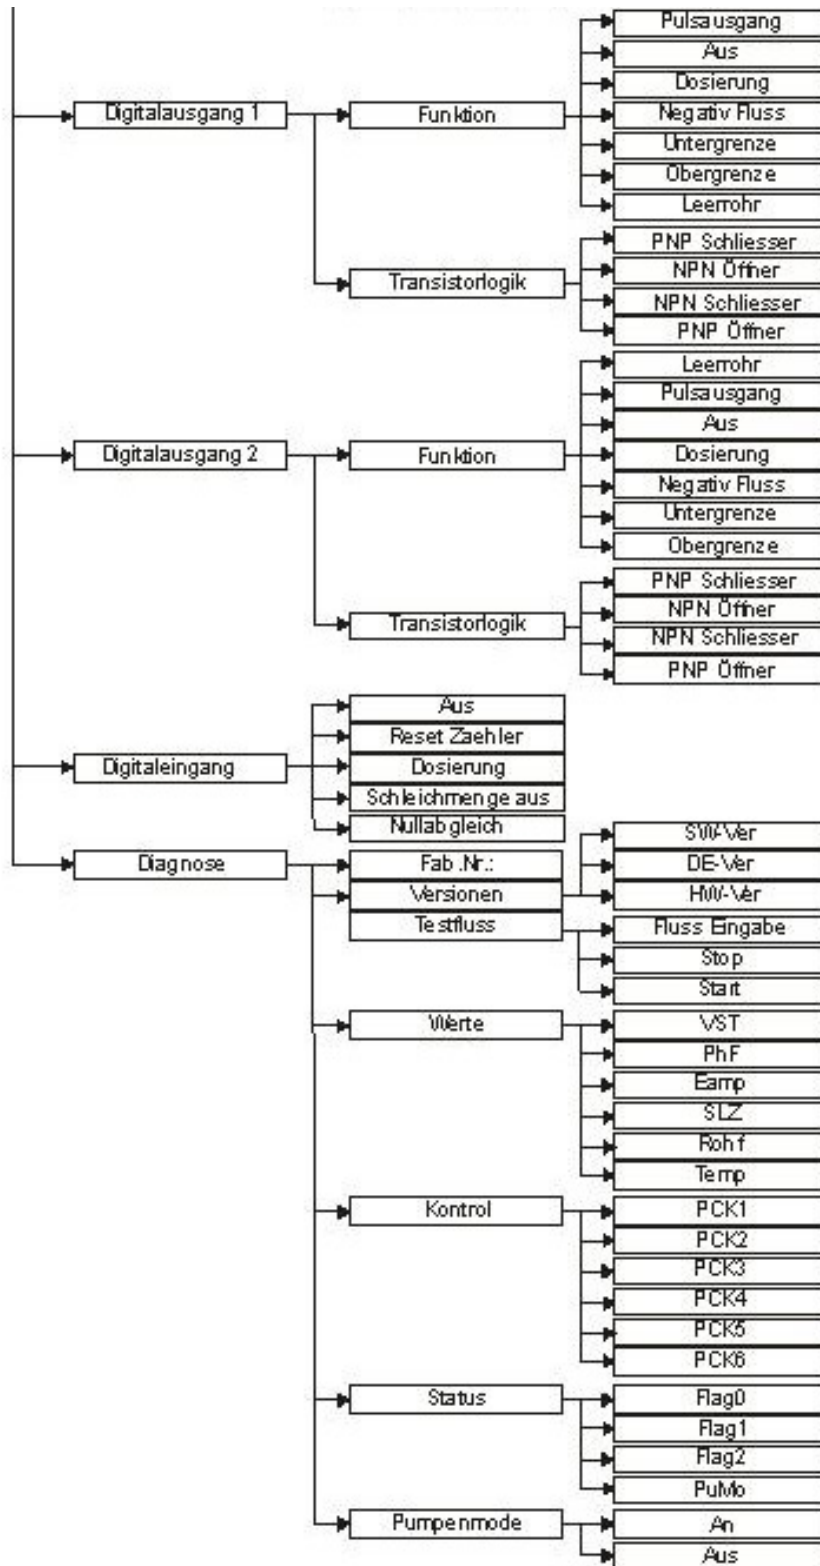 Digitalausgang 1
Funktion
Pulsausgang
Aus
Dosierung
Negativ Fluss
Untergrenze
Obergrenze
Leerrohr
Transistorlogik
PNP Schliesser
NPN Öffner
NPN Schliesser
PNP Öffner
Digitalausgang 2
Funktion
Leerrohr
Pulsausgang
Aus
Dosierung
Negativ Fluss
Untergrenze
Obergrenze
Transistorlogik
PNP Schliesser
NPN Öffner
NPN Schliesser
PNP Öffner
Digitaleingang
Aus
Reset Zaehler
Dosierung
Schleichmenge aus
Nullabgleich
Diagnose
Fab.Nr.:
Versionen
SW-Ver
DE-Ver
HW-Ver
Testfluss
Fluss Eingabe
Stop
Start
Werte
VST
PhF
Eamp
SLZ
Rohf
Temp
Kontrol
PCK1
PCK2
PCK3
PCK4
PCK5
PCK6
Status
Flag0
Flag1
Flag2
PuMo
Pumpenmode
An
Aus